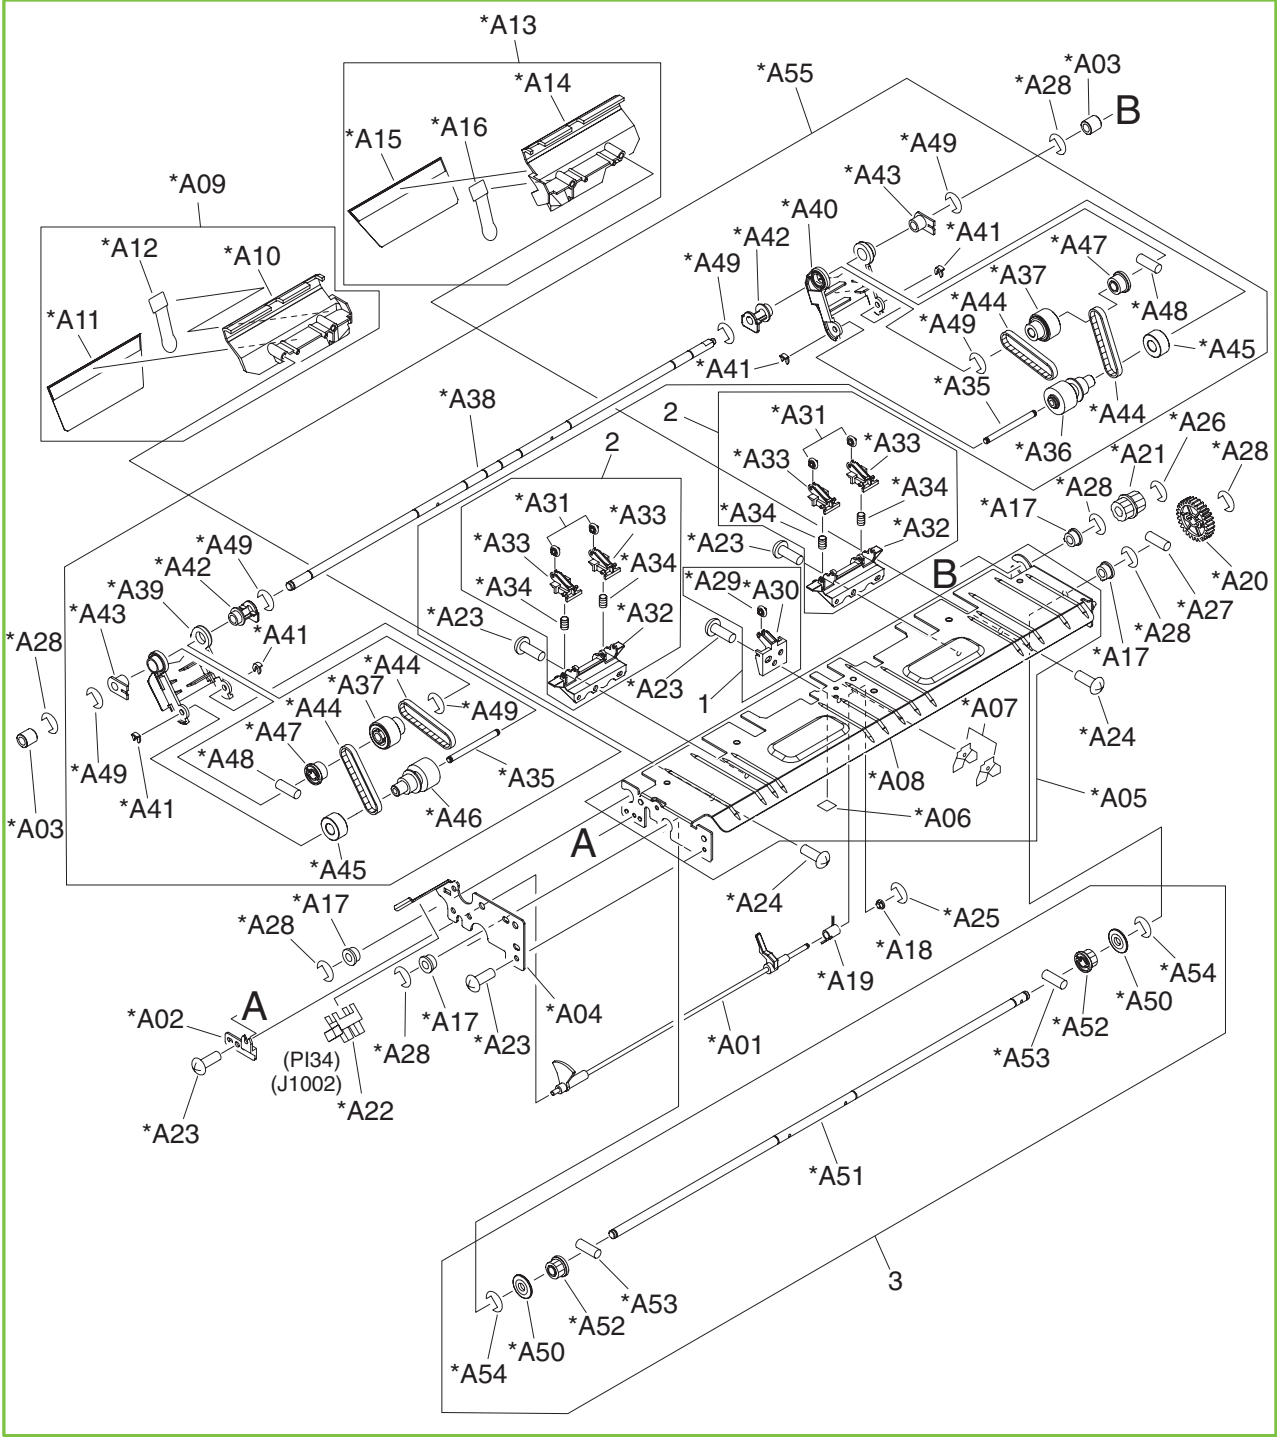 *A13
*A14
*A55
*A03
*A28
B
*A16
*A15
*A49
*A43
*A09
*A40
*A41
*A42
*A47
*A12
*A10
*A49
*A37
*A44
*A48
*A11
*A49
*A45
*A41
*A35
*A38
2
*A31
*A44
*A26
*A36
*A33
*A33
*A21
*A28
2
*A34
*A28
*A31
*A17
*A33
*A34
*A32
*A49
*A33
*A23
*A42
*A34
B
*A39
*A29
*A30
*A20
*A34
*A43
*A32
*A27
*A41
*A23
*A28
*A28
*A17
*A44
*A37
*A23
1
*A44
*A49
*A07
*A24
*A47
*A49
*A48
*A35
*A08
*A41
*A05
*A03
*A46
*A06
A
*A45
*A24
*A17
*A25
*A28
*A18
*A19
*A54
A
*A02
*A04
*A50
*A17
*A52
*A28
*A23
*A01
(PI34)
*A53
(J1002)
*A22
*A23
*A51
3
*A53
*A52
*A50
*A54